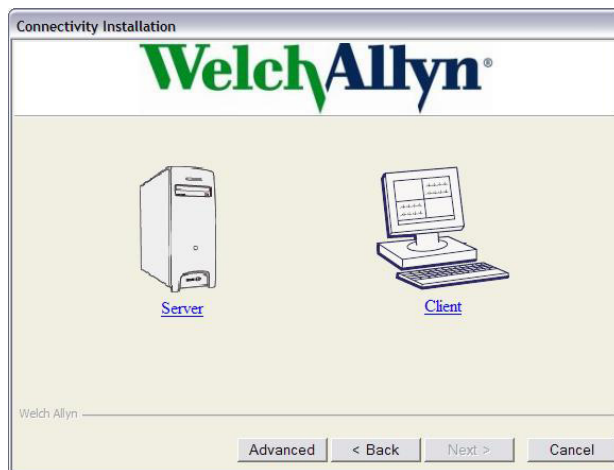 Connectivity Installation
WelchAllyn®
Server
Client
Welch Allyn
Advanced
< Back
Next >
Cancel